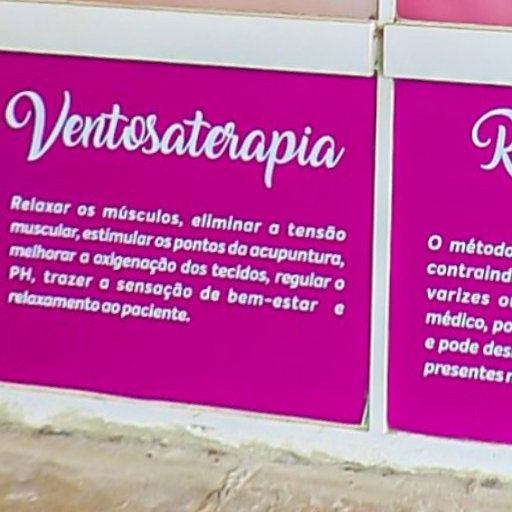 Ventosaterapia
Relaxar os músculos, eliminar a tensão
muscular, estimular os pontos da acupuntura,
melhorar a oxigenação dos tecidos, regular o
PH, trazer a sensação de bem-estar e
relaxamento ao paciente.
R
O método
contraind
varizes o
médico, po
e pode des
presentes